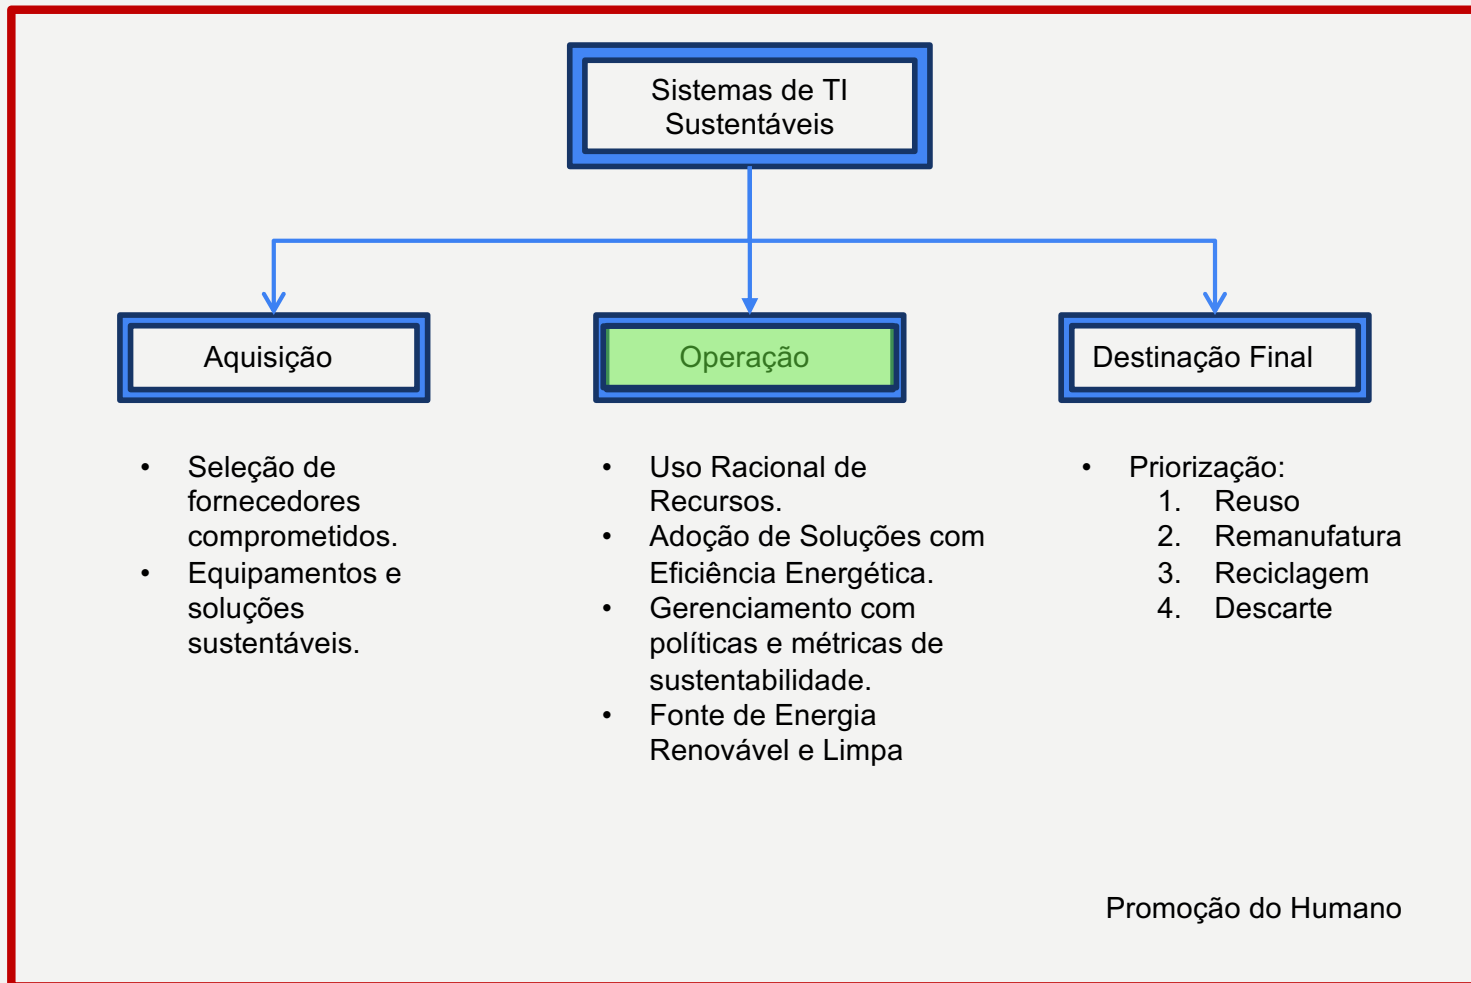 Sistemas de TI
Sustentáveis
Aquisição
Operação
Destinação Final
• Seleção de
fornecedores
comprometidos.
• Equipamentos e
soluções
sustentáveis.
• Uso Racional de
Recursos.
• Adoção de Soluções com
Eficiência Energética.
• Gerenciamento com
políticas e métricas de
sustentabilidade.
• Fonte de Energia
Renovável e Limpa
• Priorização:
1. Reuso
2. Remanufatura
3. Reciclagem
4. Descarte
Promoção do Humano